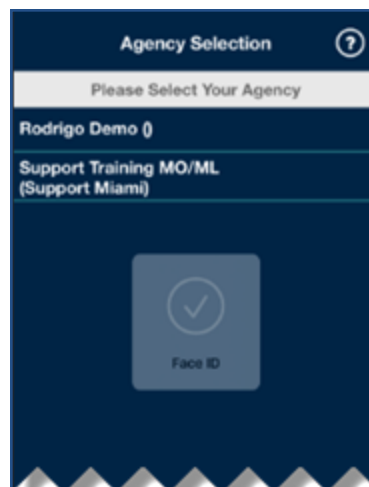 Agency Selection ?
Please Select Your Agency
Rodrigo Demo ()
Support Training MO/ML
(Support Miami)
Face ID